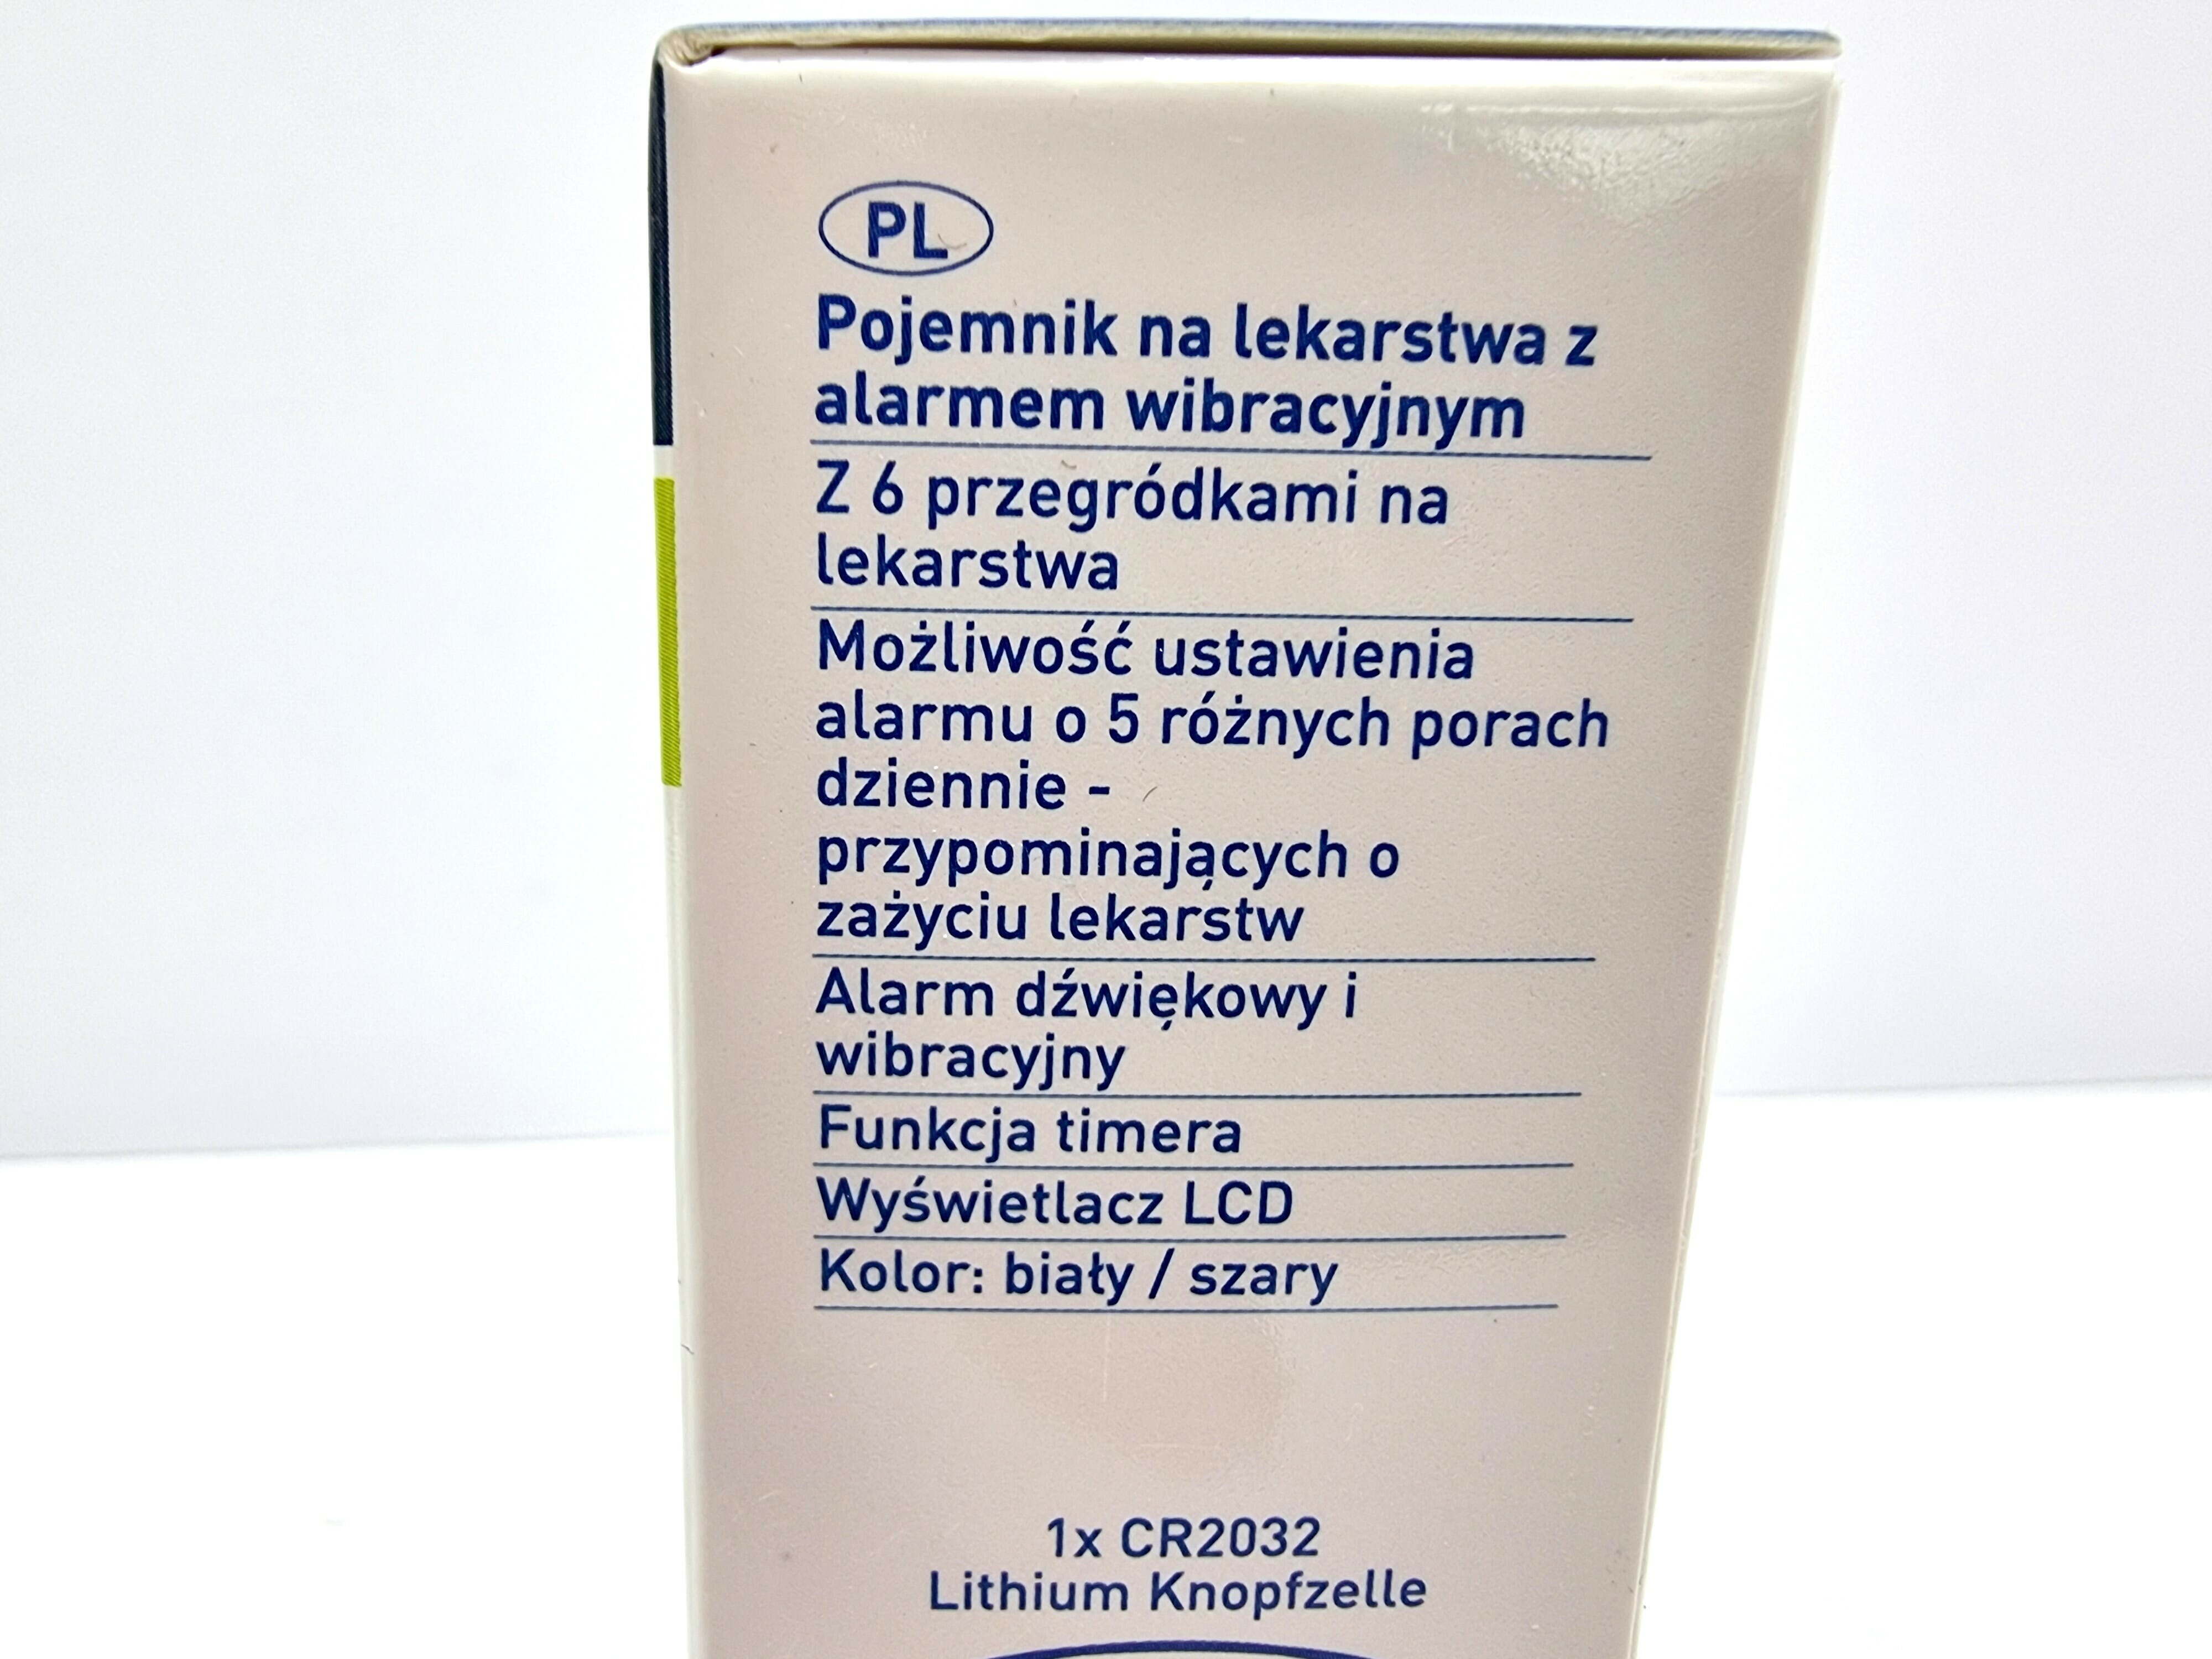 PL
Pojemnik na lekarstwa z
alarmem wibracyjnym
Z 6 przegródkami na
lekarstwa
Możliwość ustawienia
alarmu o 5 różnych porach
dziennie -
przypominających o
zażyciu lekarstw
Alarm dźwiękowy i
wibracyjny
Funkcja timera
Wyświetlacz LCD
Kolor: biały / szary
1x CR2032
Lithium Knopfzelle